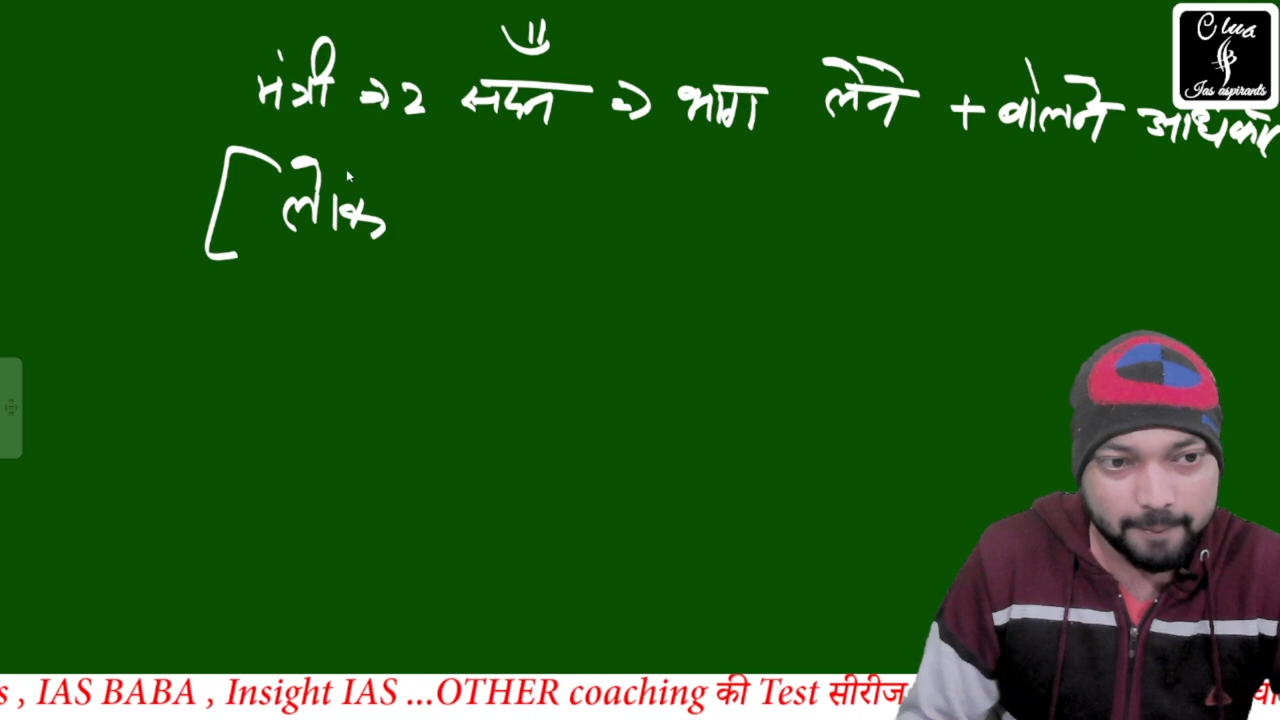 मंत्री → 2 सदन → भाग लेने + बोलने अधिकार
[ लोक
Clua
Ias aspirants
s , IAS BABA , Insight IAS ...OTHER coaching की Test सीरीज